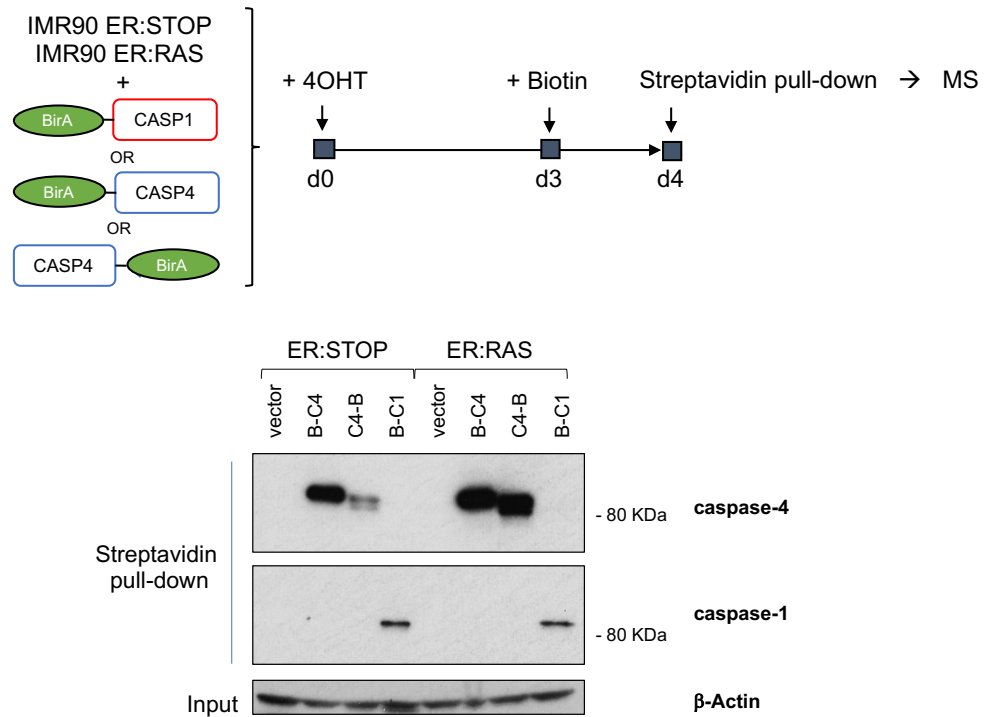 IMR90 ER:STOP
IMR90 ER:RAS
+
BirA CASP1
OR
BirA CASP4
OR
CASP4 BirA
+ 4OHT + Biotin Streptavidin pull-down → MS
d0 d3 d4
ER:STOP ER:RAS
vector B-C4 C4-B B-C1 vector B-C4 C4-B B-C1
- 80 KDa caspase-4
Streptavidin
pull-down
- 80 KDa caspase-1
Input β-Actin